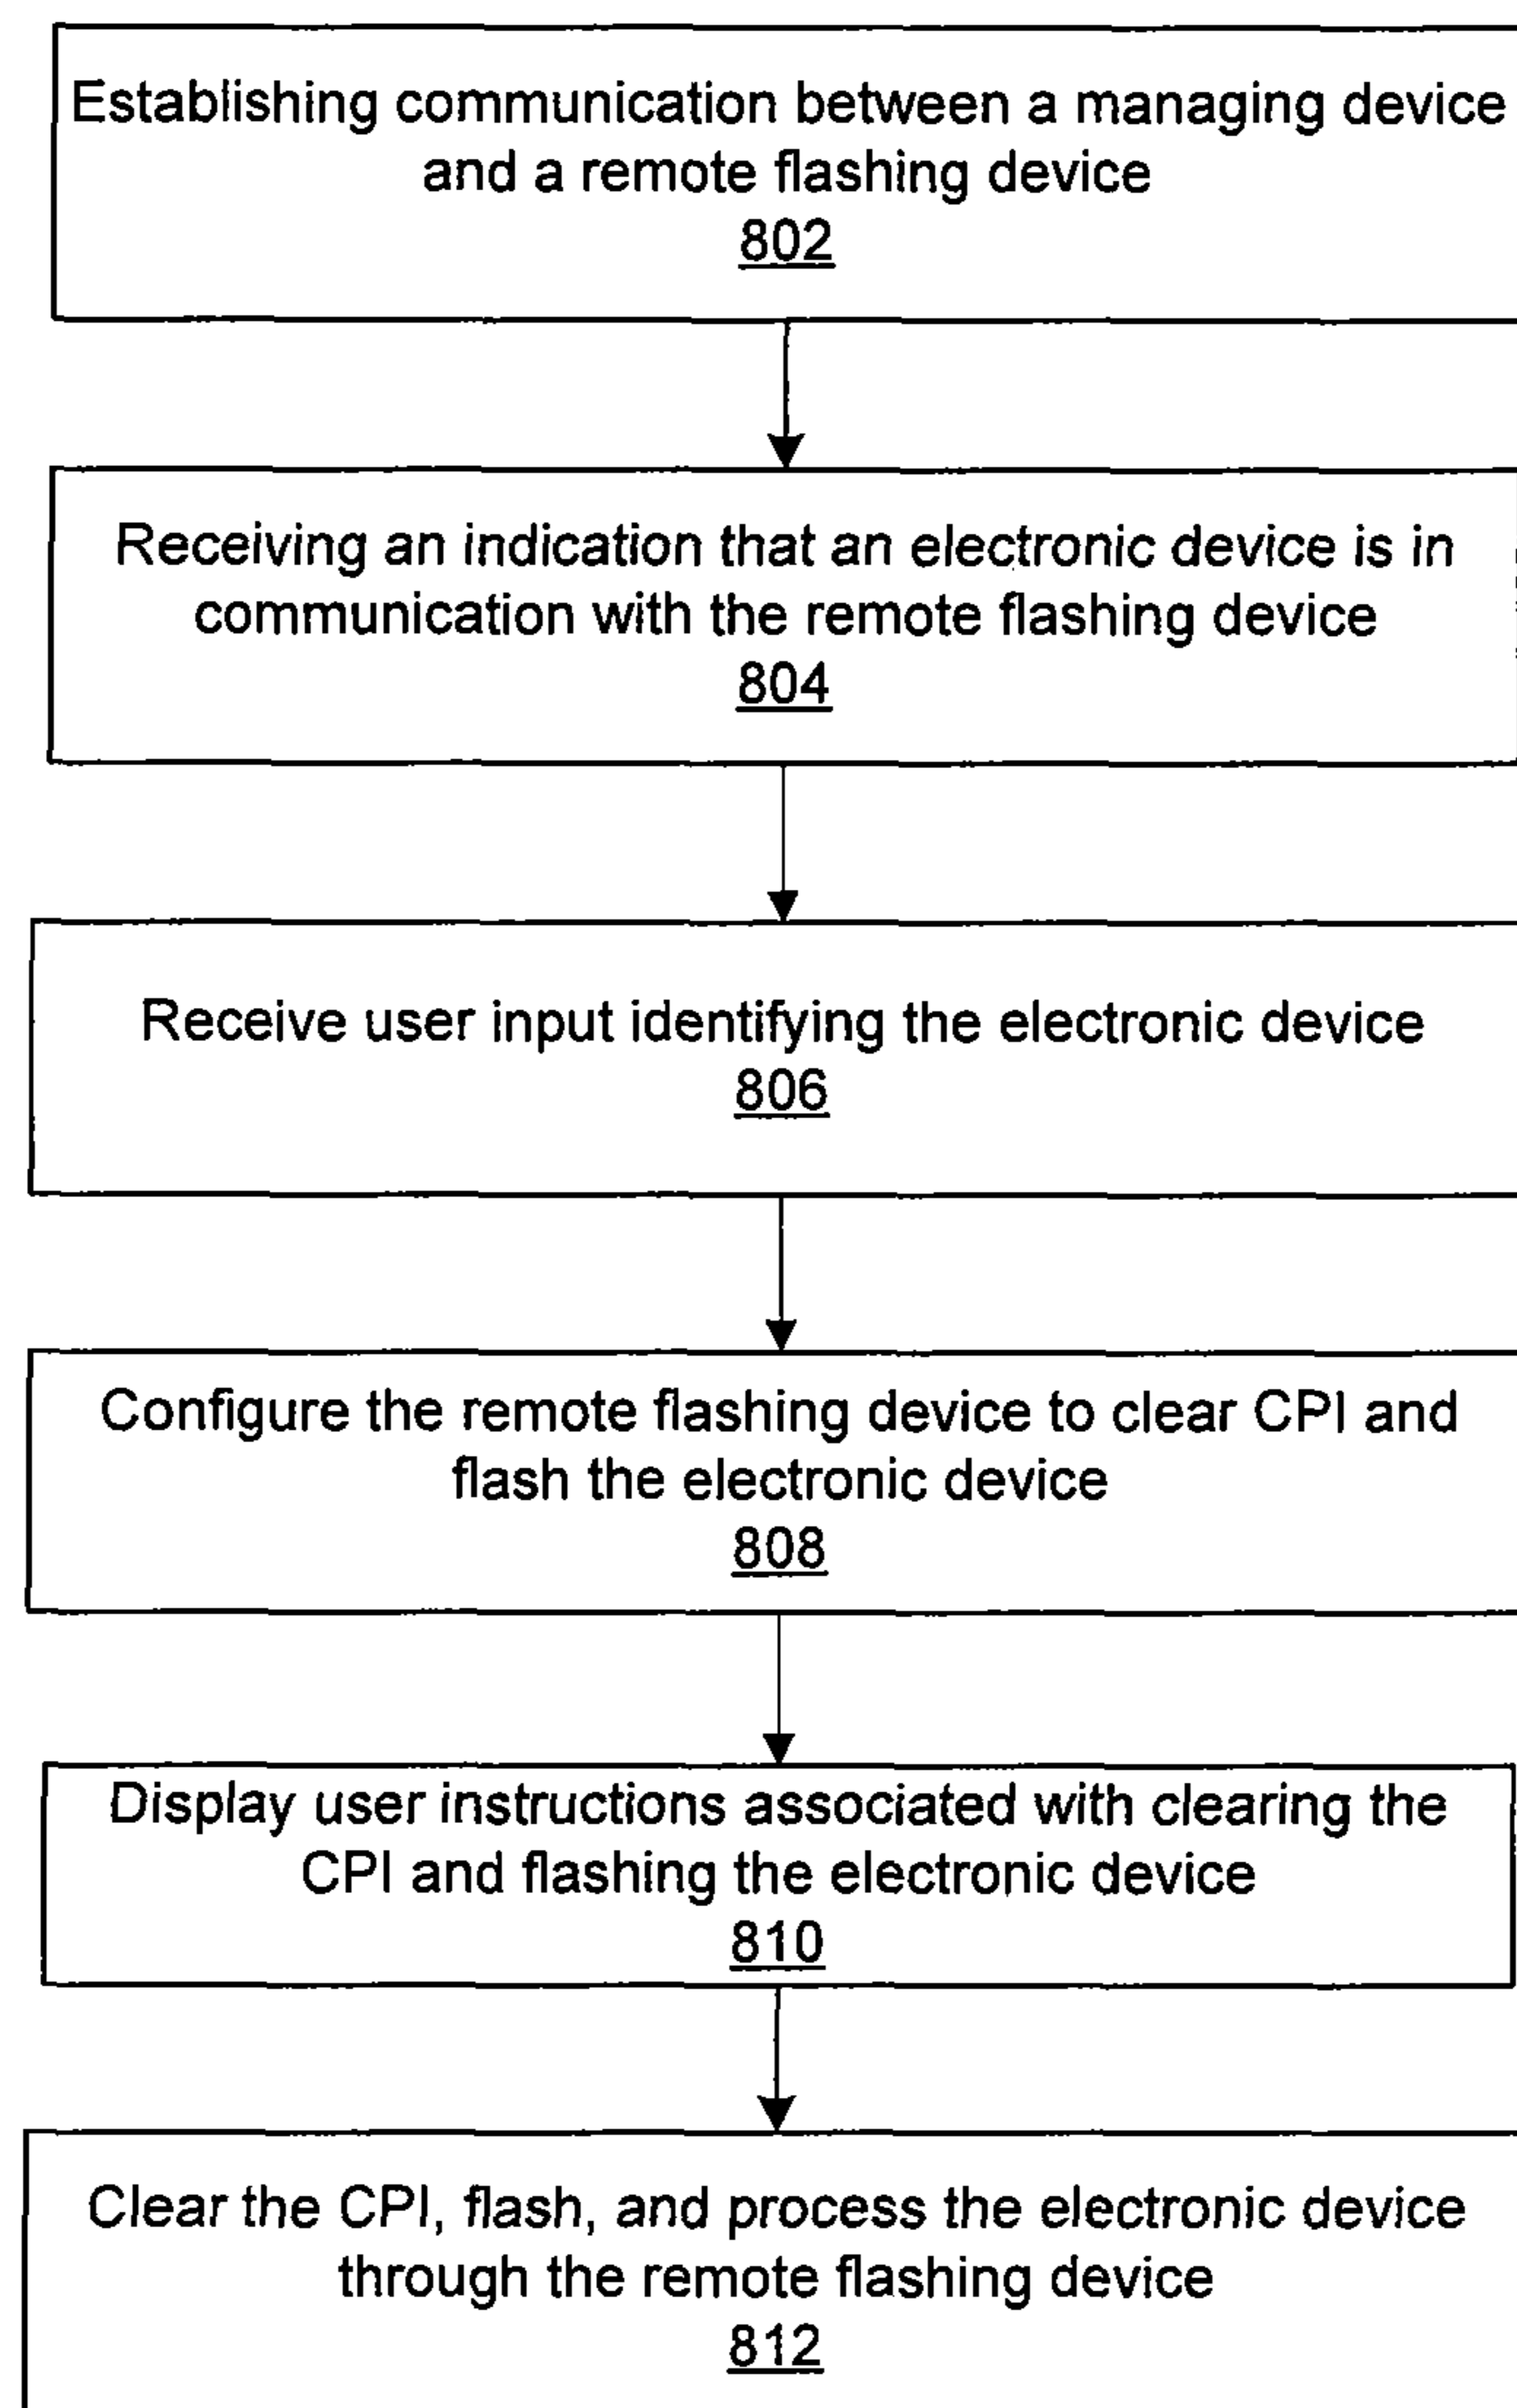 Establishing communication between a managing device
and a remote flashing device
802
Receiving an indication that an electronic device is in
communication with the remote flashing device
804
Receive user input identifying the electronic device
806
Configure the remote flashing device to clear CPI and
flash the electronic device
808
Display user instructions associated with clearing the
CPI and flashing the electronic device
810
Clear the CPI, flash, and process the electronic device
through the remote flashing device
812